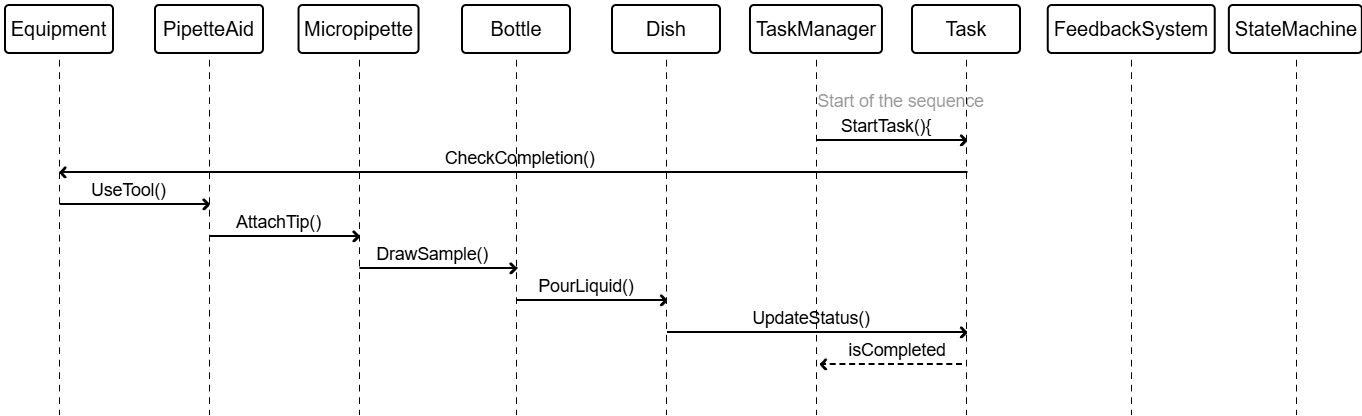 Equipment PipetteAid Micropipette Bottle Dish TaskManager Task FeedbackSystem StateMachine
Start of the sequence
StartTask(){
CheckCompletion()
UseTool()
AttachTip()
DrawSample()
PourLiquid()
UpdateStatus()
isCompleted